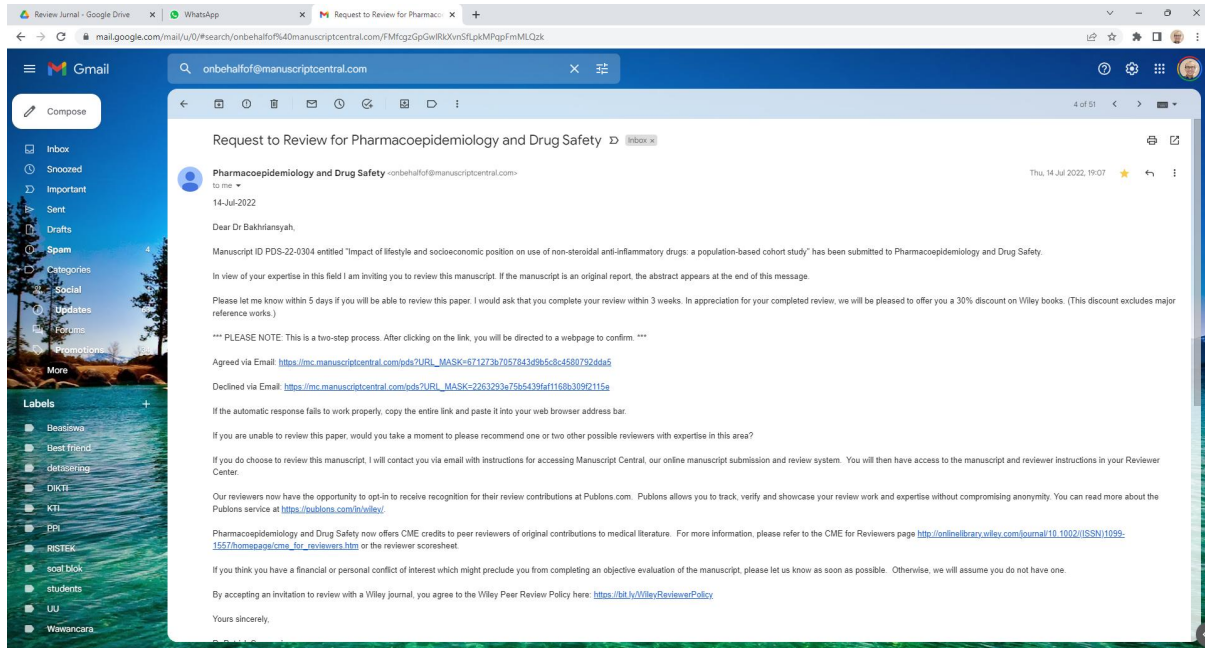 Review Jurnal - Google Drive
WhatsApp
Request to Review for Pharmaco
mail.google.com/mail/u/0/#search/onbehalfof%40manuscriptcentral.com/FMfcgzGpGwlRkXvnSfLpkMPqpFmMLQzk
Gmail
onbehalfof@manuscriptcentral.com
Compose
4 of 51
Inbox
Snoozed
Important
Sent
Drafts
Spam 4
Categories
Social
Updates
Forums
Promotions
More
Labels
Beasiswa
Best friend
detasering
DIKTI
KTI
PPI
RISTEK
soal blok
students
UU
Wawancara
Request to Review for Pharmacoepidemiology and Drug Safety Inbox x
Pharmacoepidemiology and Drug Safety <onbehalfof@manuscriptcentral.com> Thu, 14 Jul 2022, 19:07
to me
14-Jul-2022
Dear Dr Bakhriansyah,
Manuscript ID PDS-22-0304 entitled "Impact of lifestyle and socioeconomic position on use of non-steroidal anti-inflammatory drugs: a population-based cohort study" has been submitted to Pharmacoepidemiology and Drug Safety.
In view of your expertise in this field I am inviting you to review this manuscript. If the manuscript is an original report, the abstract appears at the end of this message.
Please let me know within 5 days if you will be able to review this paper. I would ask that you complete your review within 3 weeks. In appreciation for your completed review, we will be pleased to offer you a 30% discount on Wiley books. (This discount excludes major
reference works.)
*** PLEASE NOTE: This is a two-step process. After clicking on the link, you will be directed to a webpage to confirm. ***
Agreed via Email: https://mc.manuscriptcentral.com/pds?URL_MASK=671273b7057843d9b5c8c4580792dda5
Declined via Email: https://mc.manuscriptcentral.com/pds?URL_MASK=2263293e75b5439faf1168b309f2115e
If the automatic response fails to work properly, copy the entire link and paste it into your web browser address bar.
If you are unable to review this paper, would you take a moment to please recommend one or two other possible reviewers with expertise in this area?
If you do choose to review this manuscript, I will contact you via email with instructions for accessing Manuscript Central, our online manuscript submission and review system. You will then have access to the manuscript and reviewer instructions in your Reviewer
Center.
Our reviewers now have the opportunity to opt-in to receive recognition for their review contributions at Publons.com. Publons allows you to track, verify and showcase your review work and expertise without compromising anonymity. You can read more about the
Publons service at https://publons.com/in/wiley/.
Pharmacoepidemiology and Drug Safety now offers CME credits to peer reviewers of original contributions to medical literature. For more information, please refer to the CME for Reviewers page http://onlinelibrary.wiley.com/journal/10.1002/(ISSN)1099-
1557/homepage/cme_for_reviewers.htm or the reviewer scoresheet.
If you think you have a financial or personal conflict of interest which might preclude you from completing an objective evaluation of the manuscript, please let us know as soon as possible. Otherwise, we will assume you do not have one.
By accepting an invitation to review with a Wiley journal, you agree to the Wiley Peer Review Policy here: https://bit.ly/WileyReviewerPolicy
Yours sincerely,